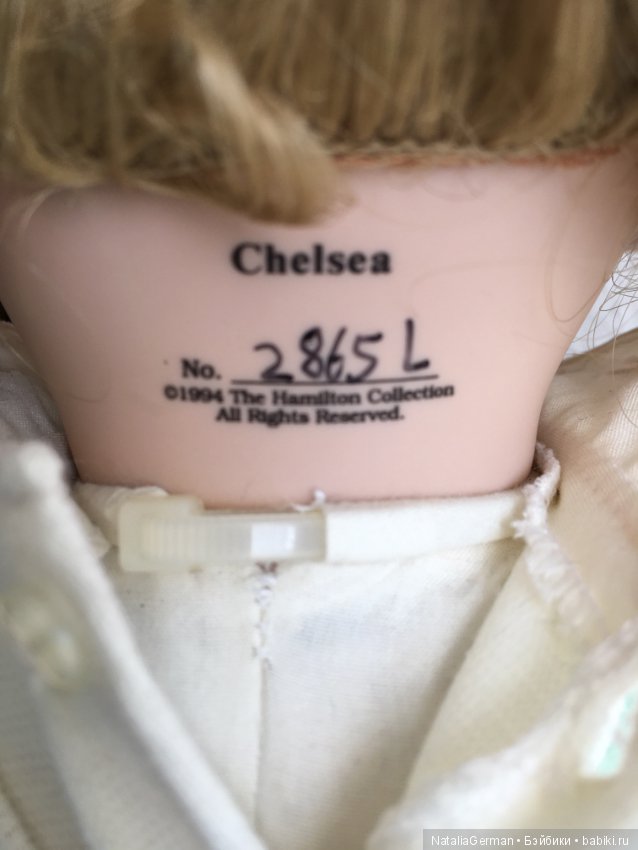 Chelsea
No. 2865 L
©1994 The Hamilton Collection
All Rights Reserved.
NataliaGerman • Бэйбики • babiki.ru